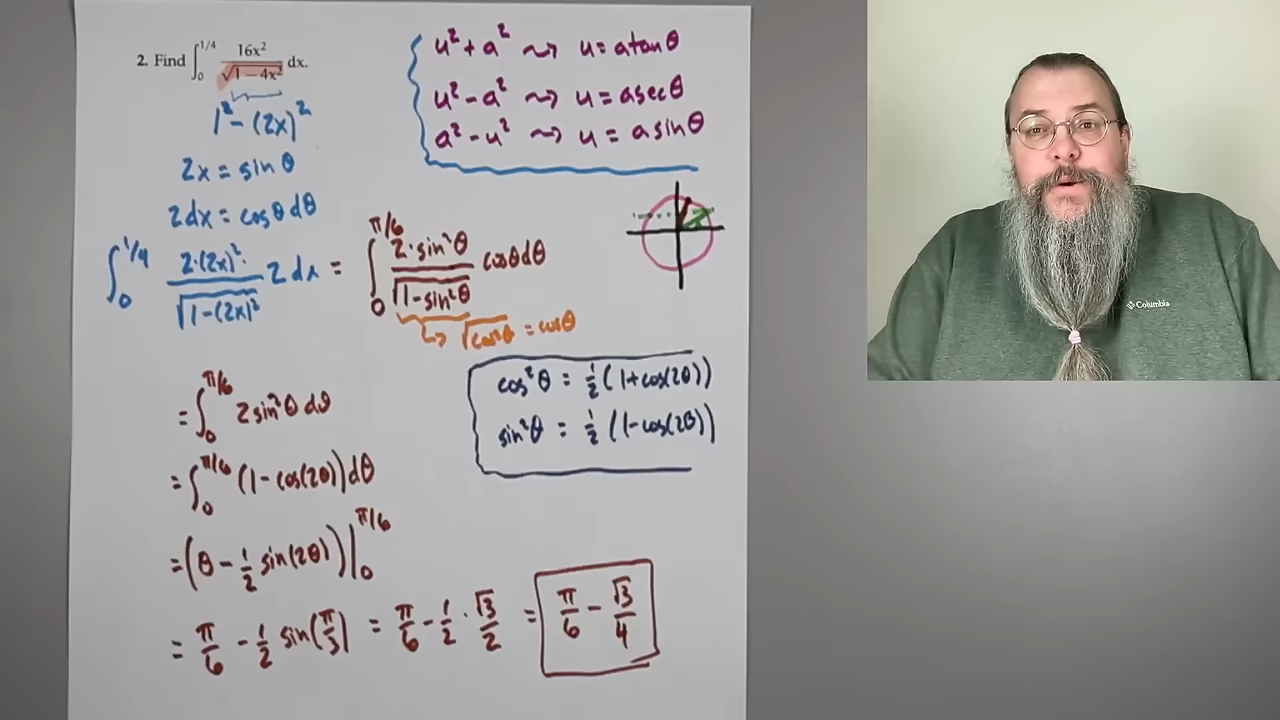 2. Find ∫₀^{1/4} 16x²/√(1 − 4x²) dx.
1² − (2x)²
2x = sin θ
2dx = cos θ dθ
∫₀^{1/4} 2·(2x)²·/√(1−(2x)²) 2 dx = ∫₀^{π/6} 2·sin²θ/√(1−sin²θ) cosθ dθ
↳ √cos²θ = cosθ
= ∫₀^{π/6} 2 sin²θ dθ
= ∫₀^{π/6} (1 − cos(2θ)) dθ
= (θ − ½ sin(2θ)) |₀^{π/6}
= π/6 − ½ sin(π/3) = π/6 − ½ · √3/2 = π/6 − √3/4
u² + a² ⇝ u = a tan θ
u² − a² ⇝ u = a sec θ
a² − u² ⇝ u = a sin θ
cos²θ = ½ (1+cos(2θ))
sin²θ = ½ (1−cos(2θ))
Columbia